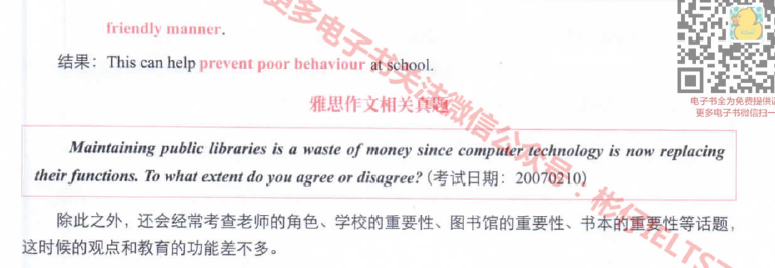 friendly manner.
结果：This can help prevent poor behaviour at school.
雅思作文相关真题
Maintaining public libraries is a waste of money since computer technology is now replacing
their functions. To what extent do you agree or disagree? (考试日期：20070210)
除此之外，还会经常考查老师的角色、学校的重要性、图书馆的重要性、书本的重要性等话题，
这时候的观点和教育的功能差不多。
更多电子书关注微信公众号：彬仔IELTS
电子书全为免费提供
更多电子书微信扫一